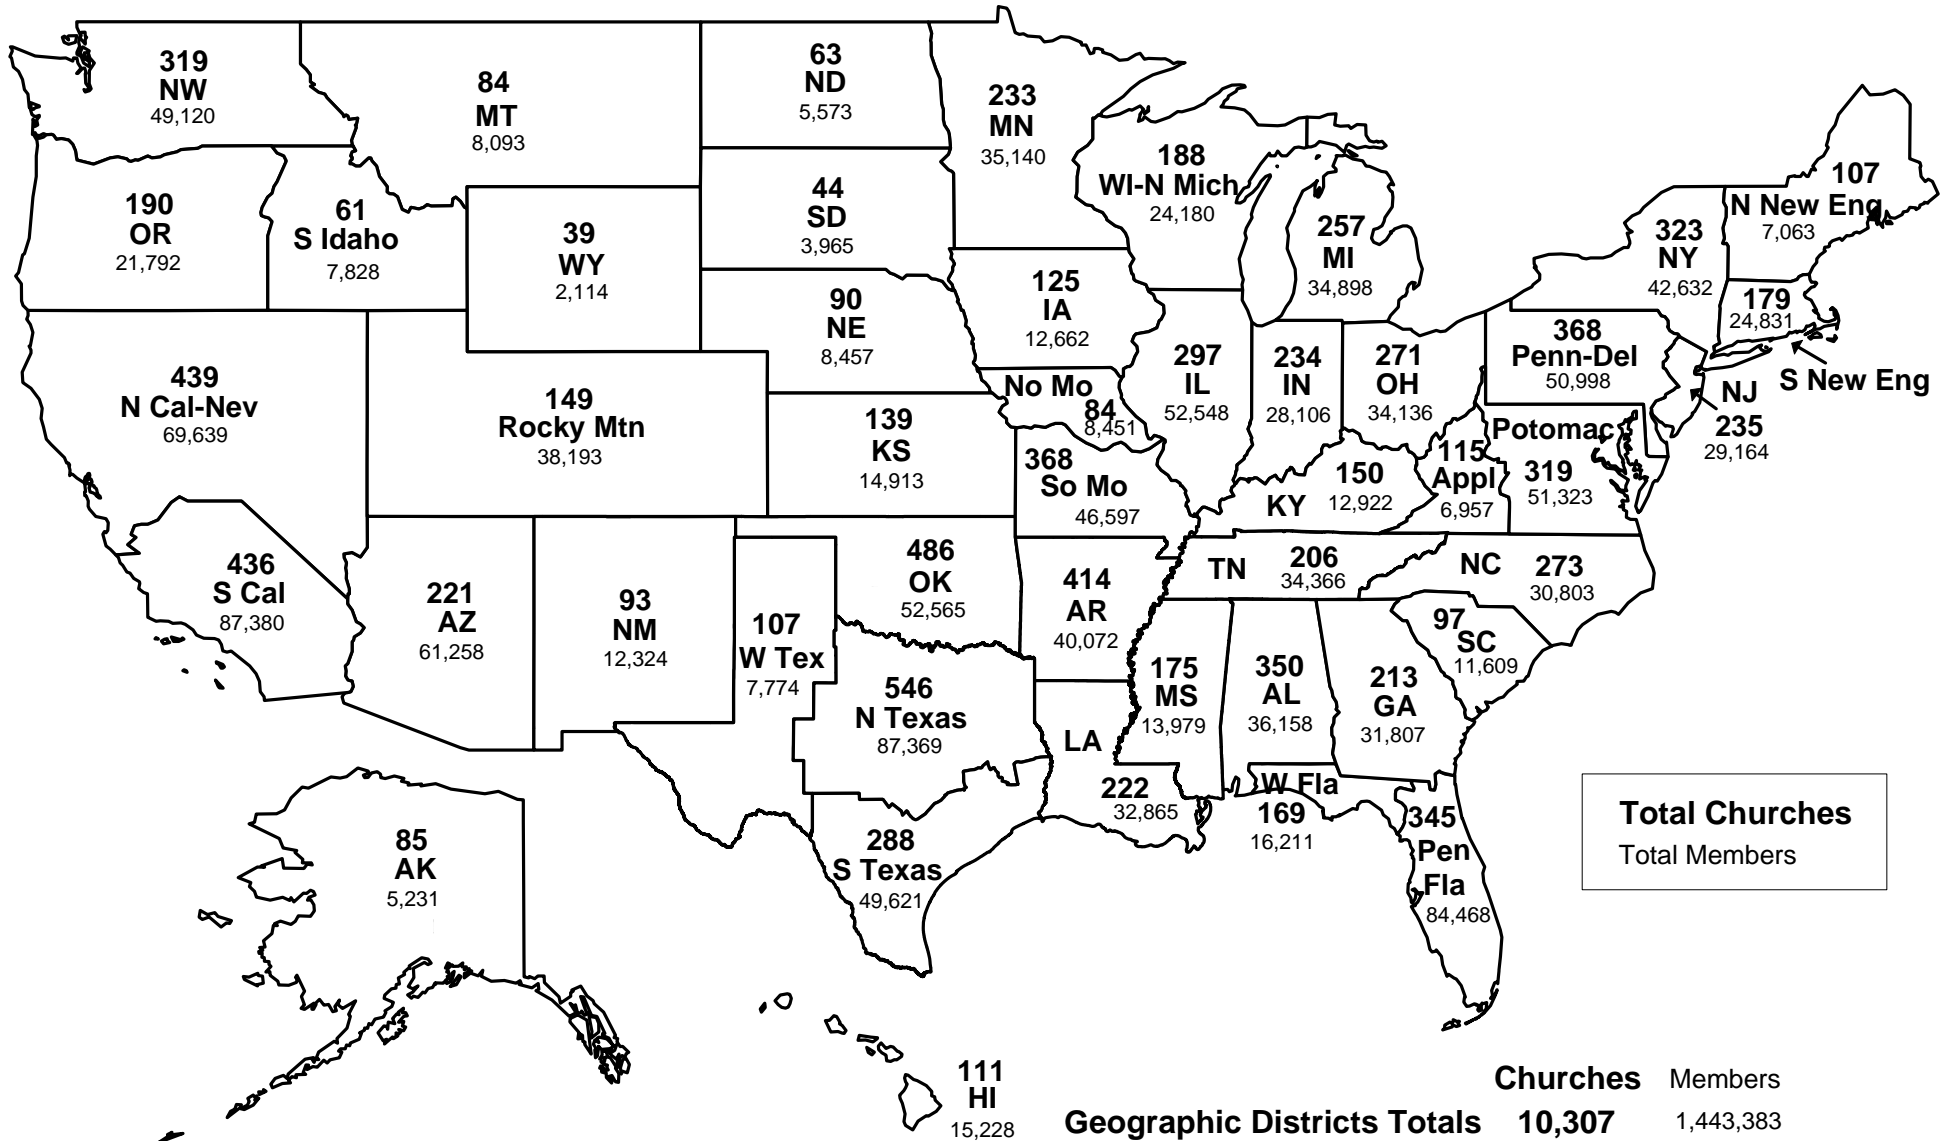 319
NW
49,120
84
MT
8,093
63
ND
5,573
233
MN
35,140
188
WI-N Mich
24,180
257
MI
34,898
107
N New Eng
7,063
323
NY
42,632
179
24,831
S New Eng
190
OR
21,792
61
S Idaho
7,828
39
WY
2,114
44
SD
3,965
90
NE
8,457
125
IA
12,662
297
IL
52,548
234
IN
28,106
271
OH
34,136
368
Penn-Del
50,998
NJ
235
29,164
439
N Cal-Nev
69,639
149
Rocky Mtn
38,193
139
KS
14,913
No Mo
84
8,451
368
So Mo
46,597
KY
150
12,922
115
Appl
6,957
Potomac
319
51,323
436
S Cal
87,380
221
AZ
61,258
93
NM
12,324
107
W Tex
7,774
486
OK
52,565
414
AR
40,072
TN
206
34,366
NC
273
30,803
97
SC
11,609
546
N Texas
87,369
LA
222
32,865
175
MS
13,979
350
AL
36,158
213
GA
31,807
W Fla
169
16,211
345
Pen
Fla
84,468
288
S Texas
49,621
85
AK
5,231
111
HI
15,228
Total Churches
Total Members
Churches Members
Geographic Districts Totals 10,307 1,443,383